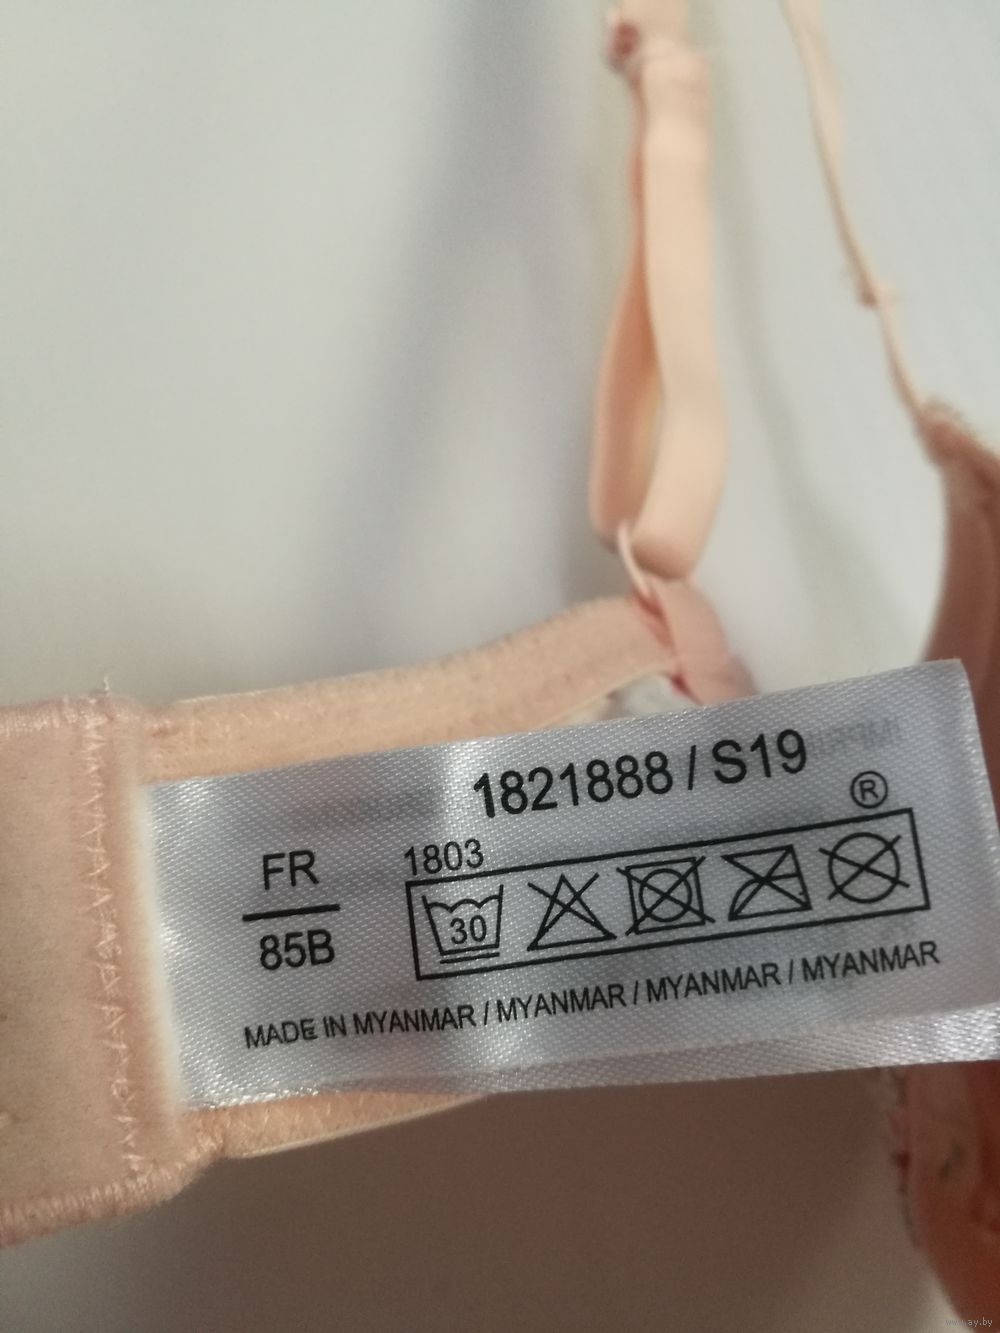 1821888 / S19
®
1803
FR
85B
30
MADE IN MYANMAR / MYANMAR / MYANMAR / MYANMAR